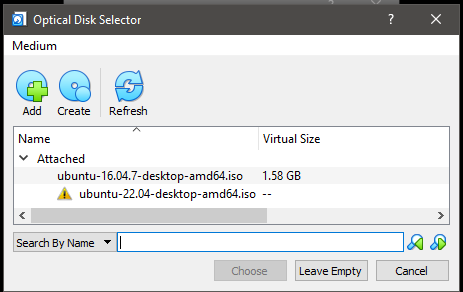 Optical Disk Selector
Medium
Add Create Refresh
Name Virtual Size
Attached
ubuntu-16.04.7-desktop-amd64.iso 1.58 GB
ubuntu-22.04-desktop-amd64.iso --
Search By Name
Choose Leave Empty Cancel